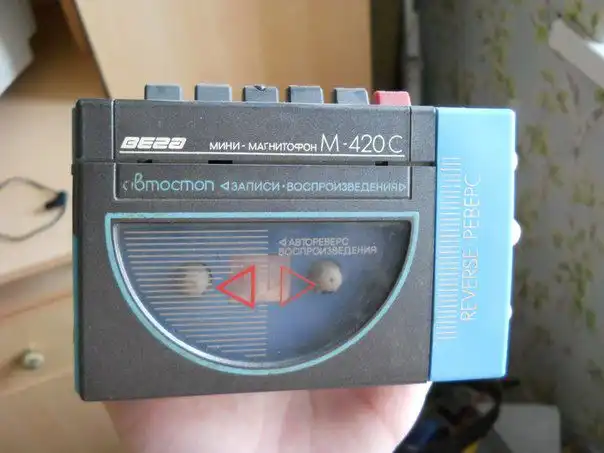 ВЕГА МИНИ-МАГНИТОФОН М-420С
Автостоп ◁ЗАПИСИ·ВОСПРОИЗВЕДЕНИЯ▷
◁АВТОРЕВЕРС
ВОСПРОИЗВЕДЕНИЯ
REVERSE РЕВЕРС